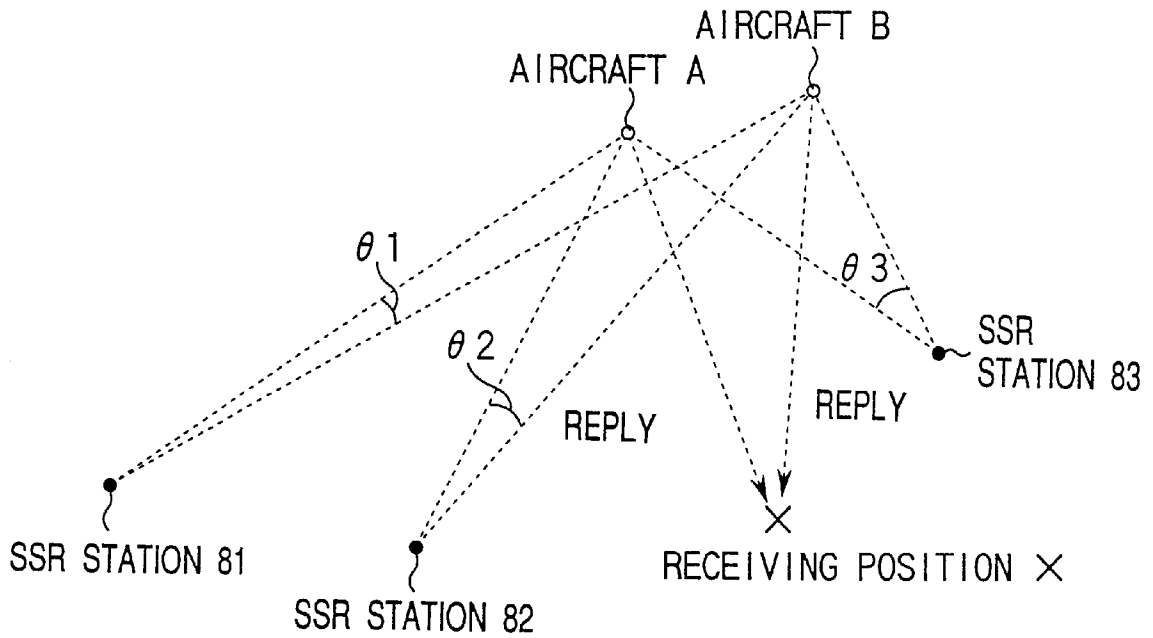 AIRCRAFT B
AIRCRAFT A
θ1
θ3
θ2
SSR
STATION 83
REPLY
REPLY
SSR STATION 81
RECEIVING POSITION X
SSR STATION 82